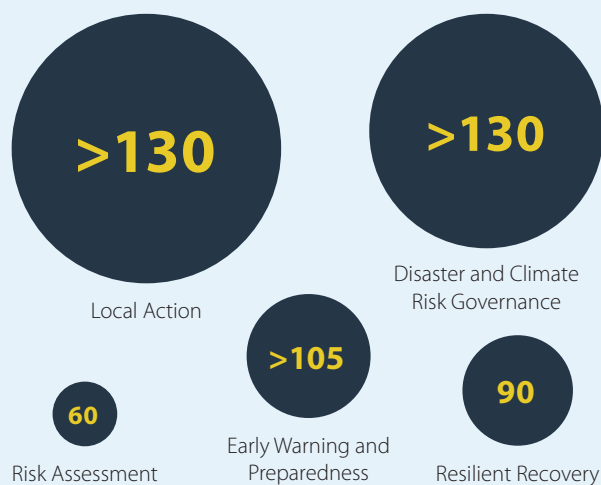 >130
Local Action
>130
Disaster and Climate
Risk Governance
60
Risk Assessment
>105
Early Warning and
Preparedness
90
Resilient Recovery